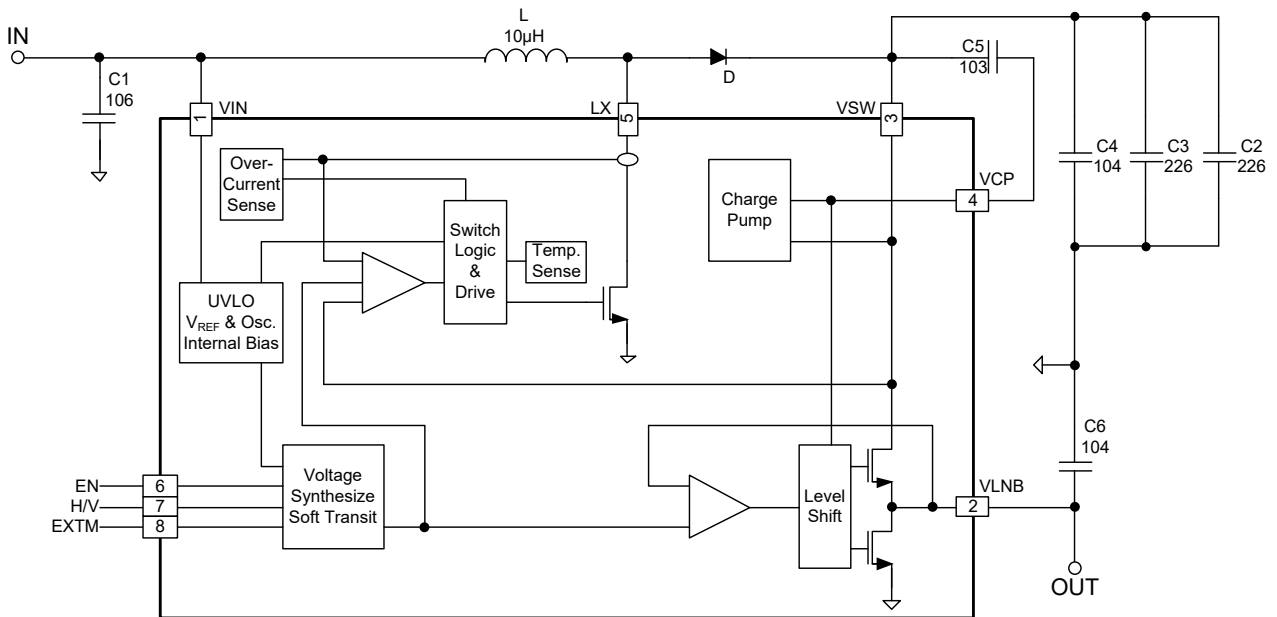 L
10µH
IN
C1
106
D
C5
103
VIN
LX
VSW
1
5
3
C4
104
C3
226
C2
226
Over-
Current
Sense
Charge
Pump
VCP
4
Switch
Logic
&
Drive
Temp.
Sense
UVLO
VREF & Osc.
Internal Bias
Voltage
Synthesize
Soft Transit
EN
6
H/V
7
EXTM
8
Level
Shift
C6
104
VLNB
2
OUT